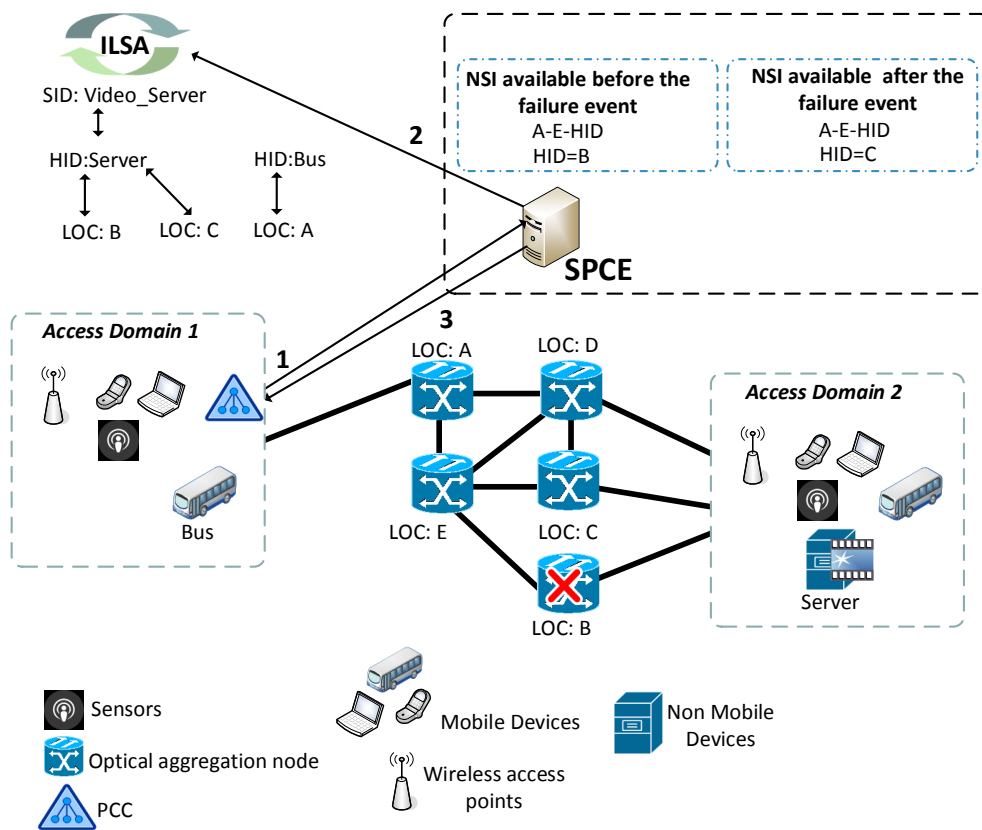 ILSA
SID: Video_Server
HID:Server
HID:Bus
LOC: B
LOC: C
LOC: A
2
NSI available before the
failure event
A-E-HID
HID=B
NSI available after the
failure event
A-E-HID
HID=C
SPCE
Access Domain 1
1
3
Bus
LOC: A
LOC: D
LOC: E
LOC: C
LOC: B
Access Domain 2
Server
Sensors
Optical aggregation node
PCC
Mobile Devices
Wireless access
points
Non Mobile
Devices